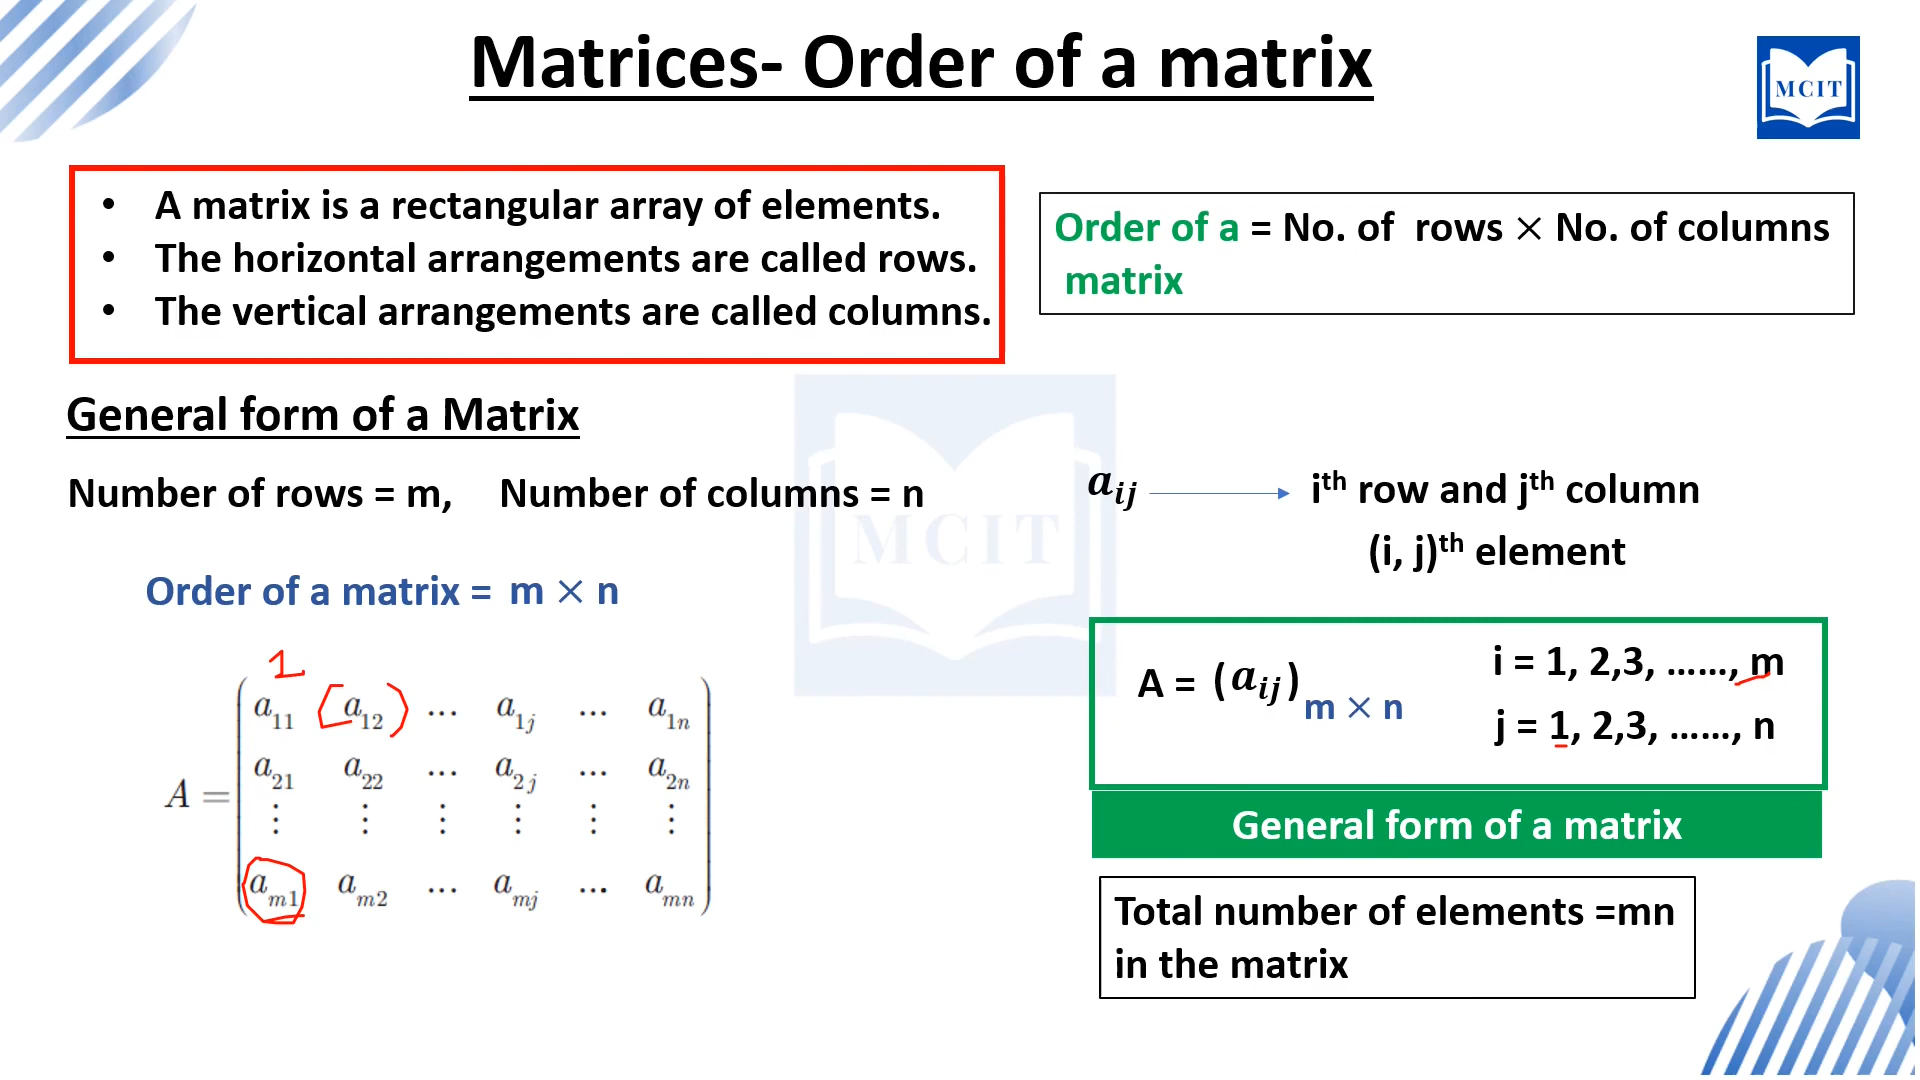 Matrices- Order of a matrix
MCIT
• A matrix is a rectangular array of elements.
• The horizontal arrangements are called rows.
• The vertical arrangements are called columns.
Order of a = No. of rows × No. of columns
matrix
General form of a Matrix
Number of rows = m, Number of columns = n
MCIT
Order of a matrix = m × n
1
a₁₁ a₁₂ … a₁ⱼ … a₁ₙ
a₂₁ a₂₂ … a₂ⱼ … a₂ₙ
A =
⋮ ⋮ ⋮ ⋮ ⋮ ⋮
aₘ₁ aₘ₂ … aₘⱼ … aₘₙ
aᵢⱼ → iᵗʰ row and jᵗʰ column
(i, j)ᵗʰ element
A = (aᵢⱼ) m × n
i = 1, 2,3, ……, m
j = 1, 2,3, ……, n
General form of a matrix
Total number of elements =mn
in the matrix